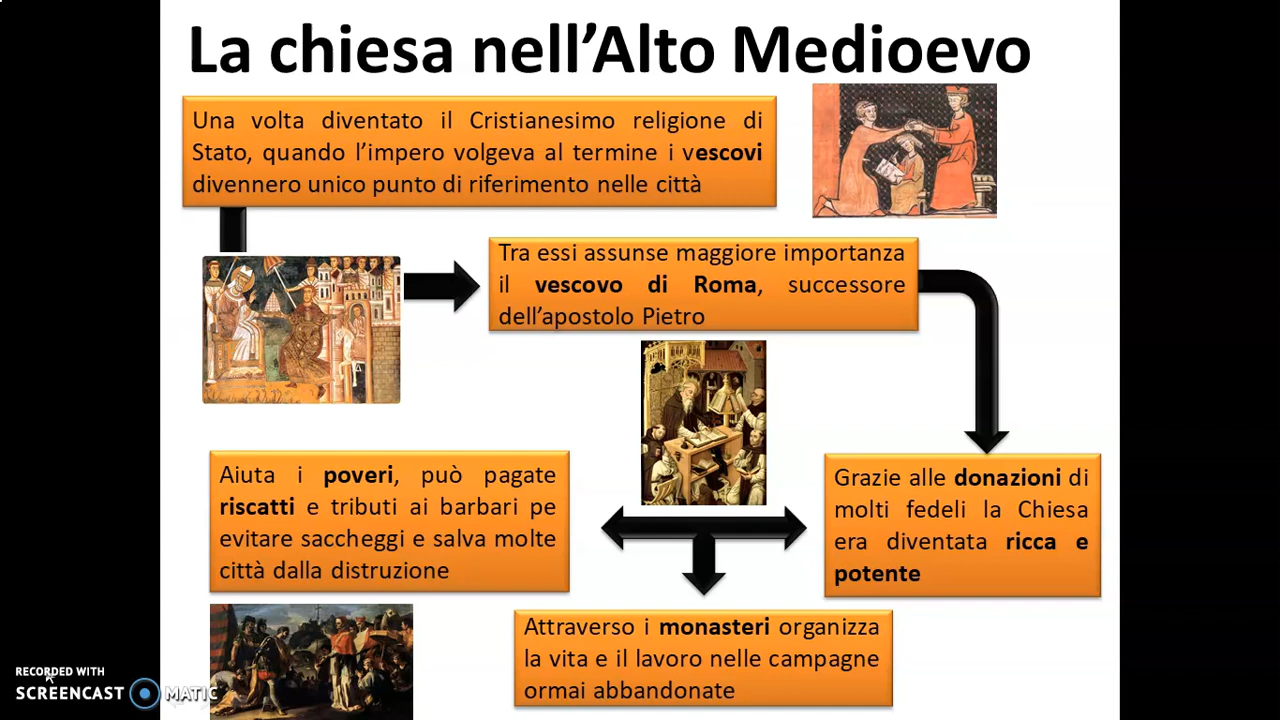 La chiesa nell’Alto Medioevo
Una volta diventato il Cristianesimo religione di
Stato, quando l’impero volgeva al termine i vescovi
divennero unico punto di riferimento nelle città
Tra essi assunse maggiore importanza
il vescovo di Roma, successore
dell’apostolo Pietro
Aiuta i poveri, può pagate
riscatti e tributi ai barbari pe
evitare saccheggi e salva molte
città dalla distruzione
Grazie alle donazioni di
molti fedeli la Chiesa
era diventata ricca e
potente
Attraverso i monasteri organizza
la vita e il lavoro nelle campagne
ormai abbandonate
RECORDED WITH
SCREENCAST MATIC